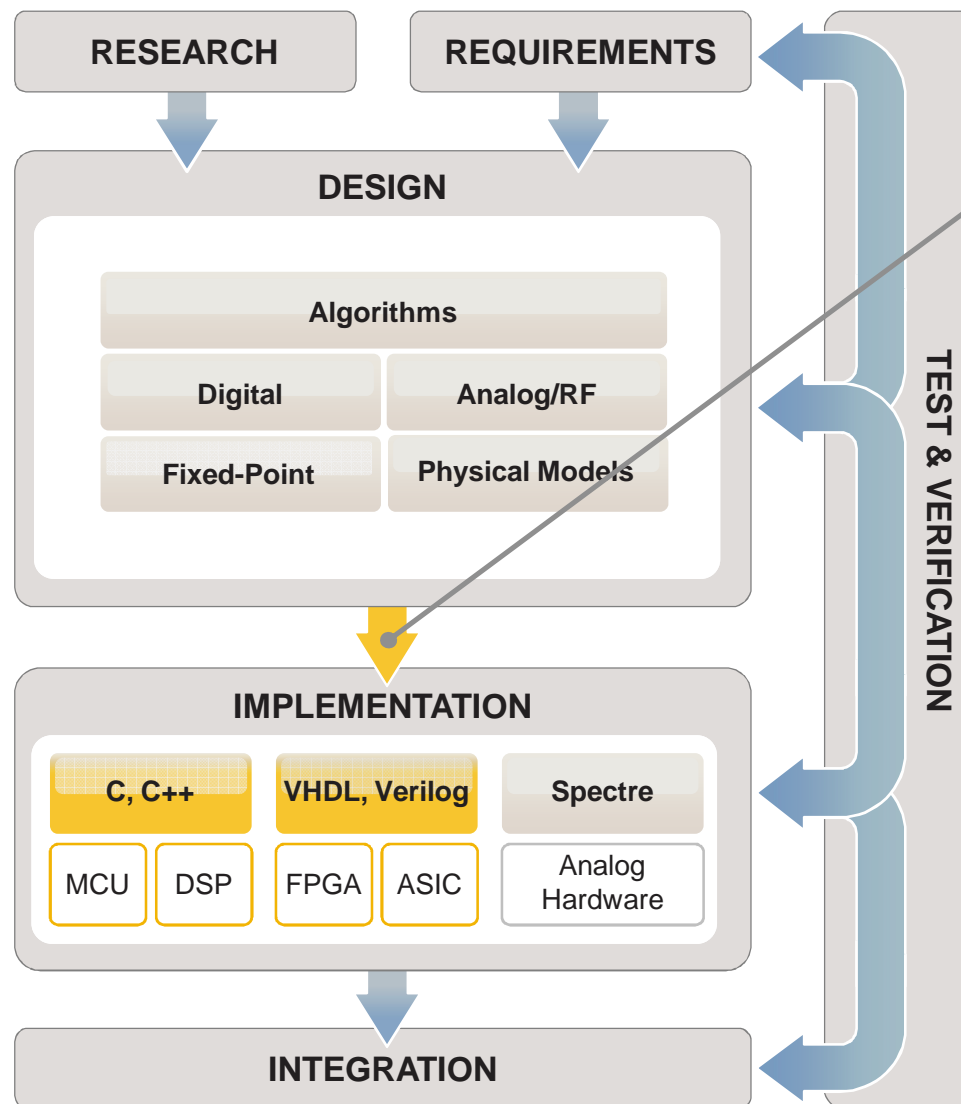 RESEARCH
REQUIREMENTS
DESIGN
Algorithms
Digital
Analog/RF
Fixed-Point
Physical Models
IMPLEMENTATION
C, C++
VHDL, Verilog
Spectre
MCU
DSP
FPGA
ASIC
Analog
Hardware
INTEGRATION
TEST & VERIFICATION